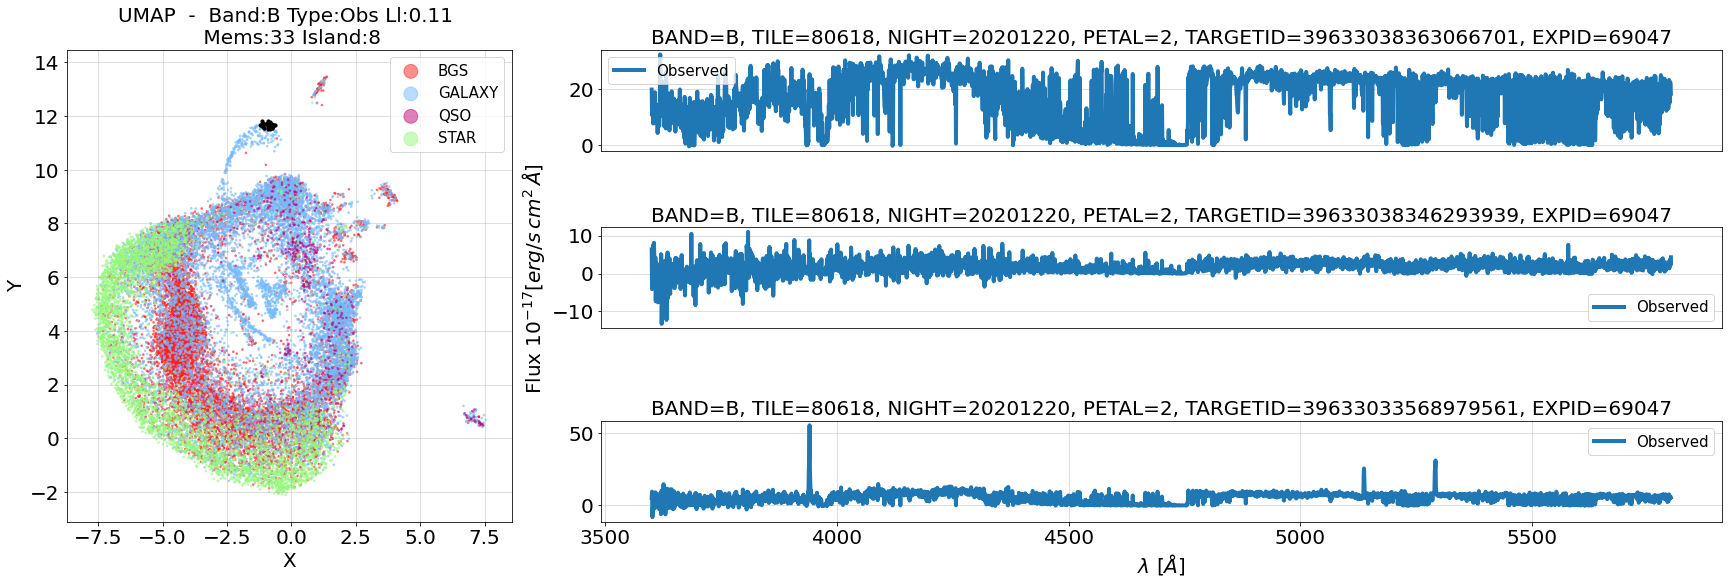 UMAP  -  Band:B Type:Obs Ll:0.11
Mems:33 Island:8
14
12
10
8
6
4
2
0
−2
Y
−7.5
−5.0
−2.5
0.0
2.5
5.0
7.5
X
BGS
GALAXY
QSO
STAR
Flux 10^{-17}[erg/s cm^2 Å]
BAND=B, TILE=80618, NIGHT=20201220, PETAL=2, TARGETID=39633038363066701, EXPID=69047
Observed
20
0
BAND=B, TILE=80618, NIGHT=20201220, PETAL=2, TARGETID=39633038346293939, EXPID=69047
10
0
−10
Observed
BAND=B, TILE=80618, NIGHT=20201220, PETAL=2, TARGETID=39633033568979561, EXPID=69047
Observed
50
0
3500
4000
4500
5000
5500
λ [Å]